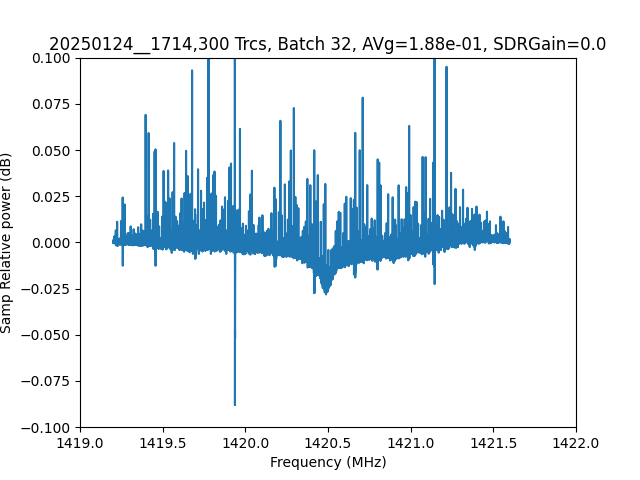 20250124__1714,300 Trcs, Batch 32, AVg=1.88e-01, SDRGain=0.0
0.100
0.075
0.050
0.025
0.000
−0.025
−0.050
−0.075
−0.100
Samp Relative power (dB)
1419.0 1419.5 1420.0 1420.5 1421.0 1421.5 1422.0
Frequency (MHz)